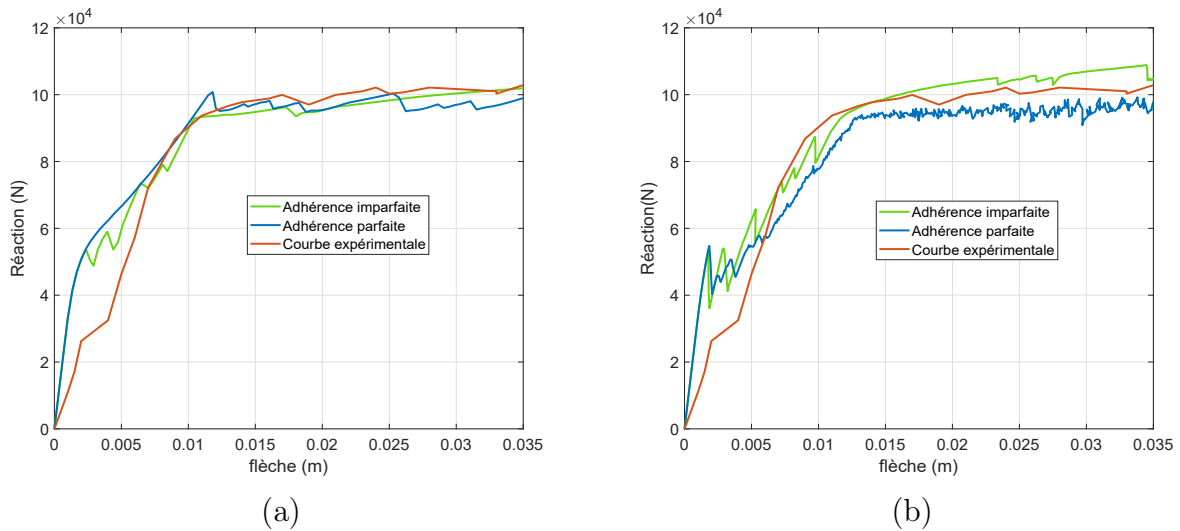 ×10⁴
12
10
8
6
4
2
0
Réaction (N)
Adhérence imparfaite
Adhérence parfaite
Courbe expérimentale
0 0.005 0.01 0.015 0.02 0.025 0.03 0.035
flèche (m)
(a)
×10⁴
12
10
8
6
4
2
0
Réaction(N)
Adhérence imparfaite
Adhérence parfaite
Courbe expérimentale
0 0.005 0.01 0.015 0.02 0.025 0.03 0.035
flèche (m)
(b)